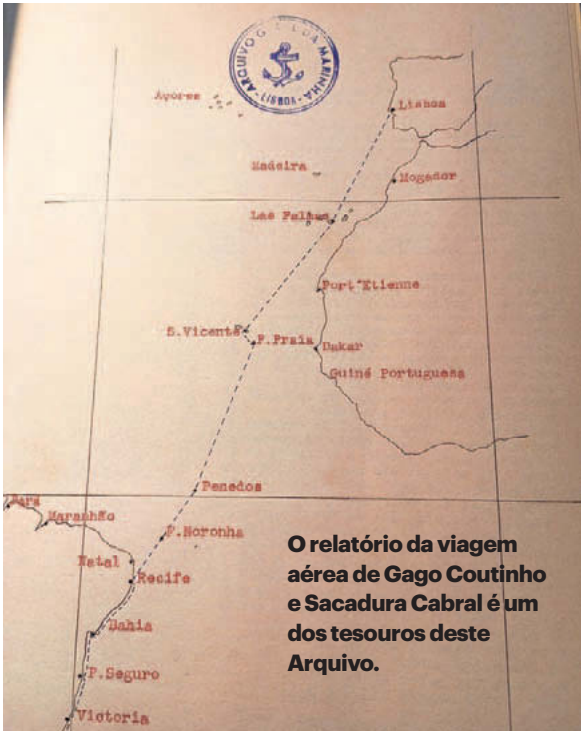 ARQUIVO G DA MARINHA
- LISBOA -
Açores
Lisboa
Madeira
Mogador
Las Palmas
Port Etienne
S.Vicente
P.Praia
Dakar
Guiné Portuguesa
Penedos
Pará
Maranhão
F.Noronha
Natal
Recife
Bahia
P.Seguro
Victoria
O relatório da viagem
aérea de Gago Coutinho
e Sacadura Cabral é um
dos tesouros deste
Arquivo.